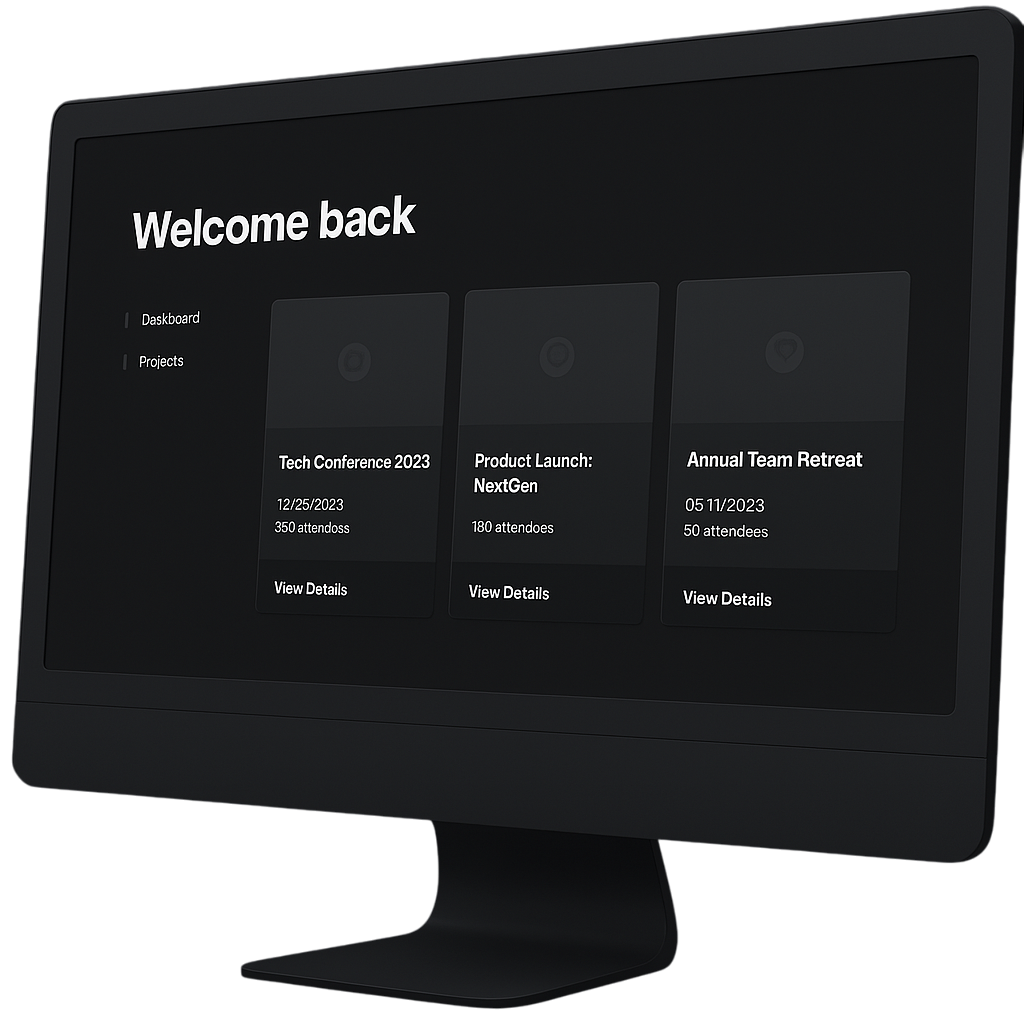 Welcome back
Daskboard
Projects
Tech Conference 2023
12/25/2023
350 attendoss
View Details
Product Launch:
NextGen
180 attendoes
View Details
Annual Team Retreat
05 11/2023
50 attendees
View Details